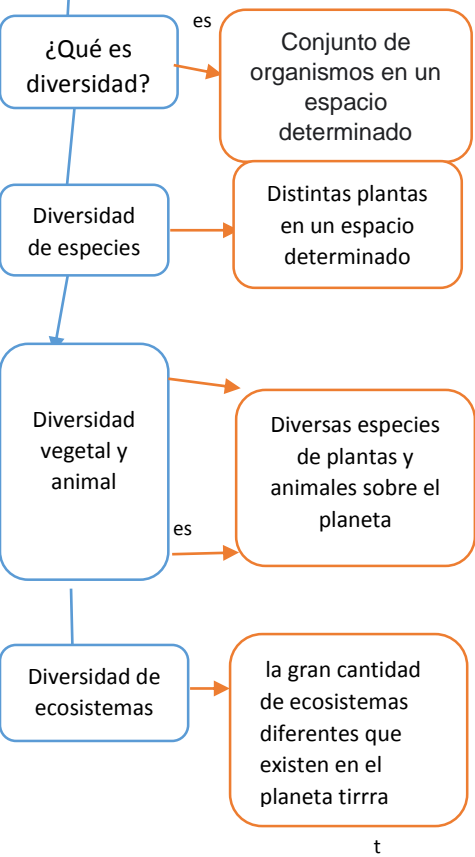 es
¿Qué es
diversidad?
Conjunto de
organismos en un
espacio
determinado
Diversidad
de especies
Distintas plantas
en un espacio
determinado
Diversidad
vegetal y
animal
es
Diversas especies
de plantas y
animales sobre el
planeta
Diversidad de
ecosistemas
la gran cantidad
de ecosistemas
diferentes que
existen en el
planeta tirrra
t